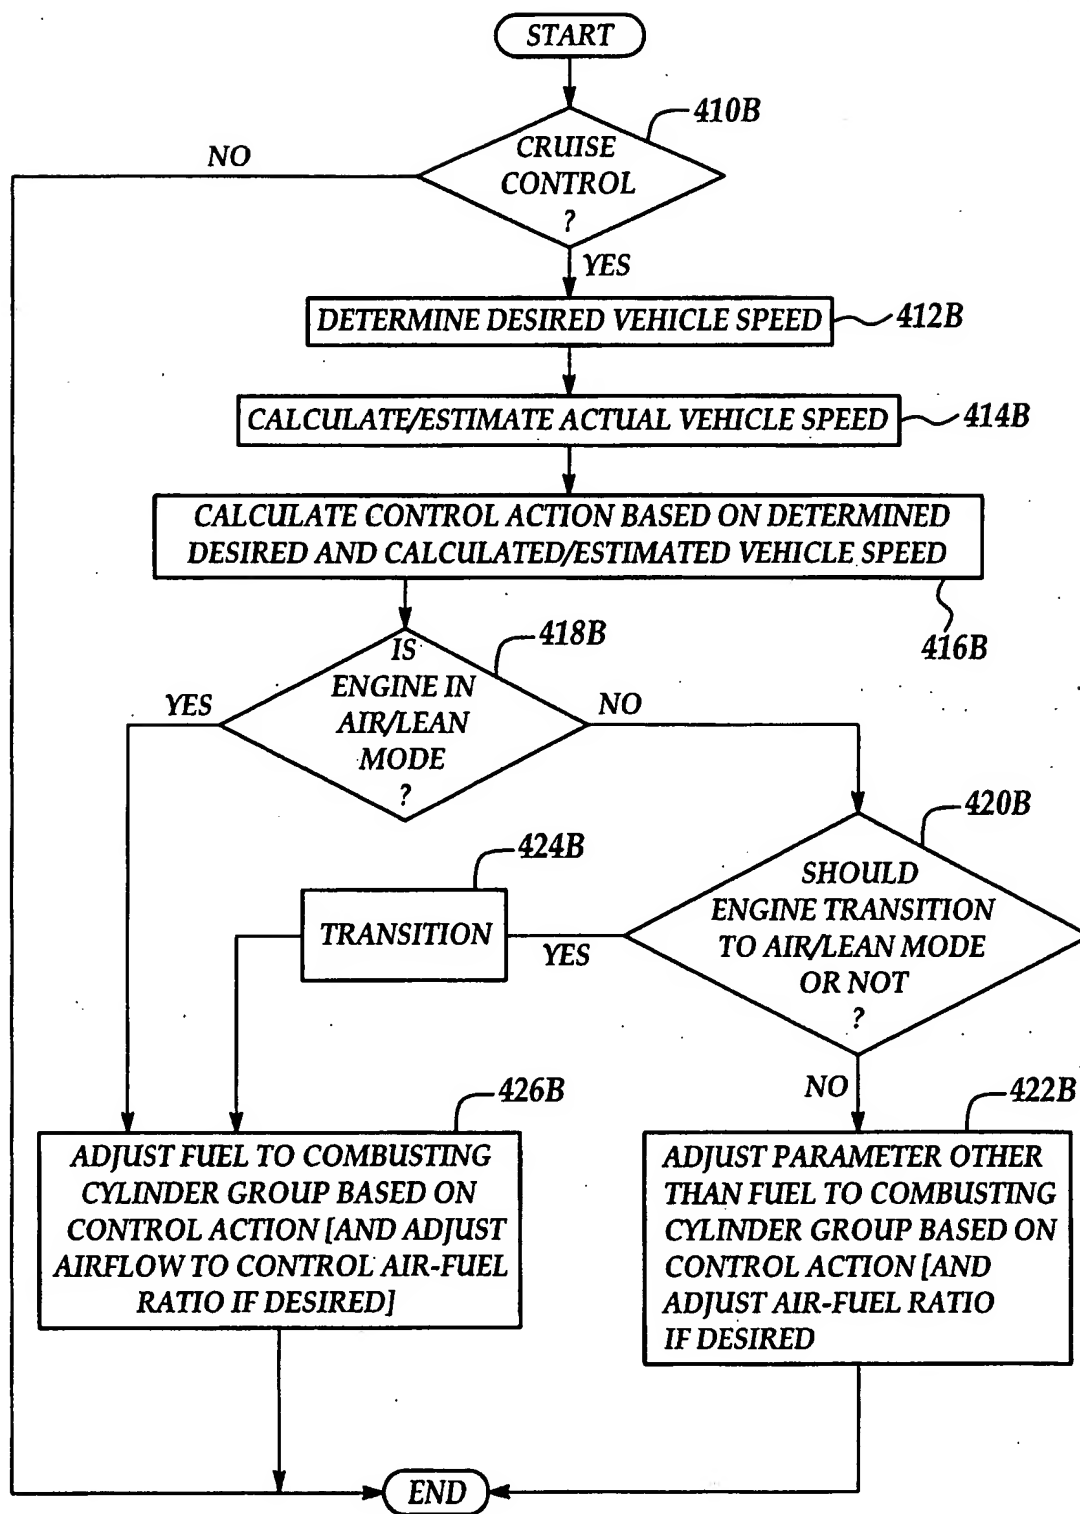 START
410B
CRUISE
CONTROL
?
NO
YES
DETERMINE DESIRED VEHICLE SPEED
412B
CALCULATE/ESTIMATE ACTUAL VEHICLE SPEED
414B
CALCULATE CONTROL ACTION BASED ON DETERMINED
DESIRED AND CALCULATED/ESTIMATED VEHICLE SPEED
416B
418B
IS
ENGINE IN
AIR/LEAN
MODE
?
YES
NO
420B
SHOULD
ENGINE TRANSITION
TO AIR/LEAN MODE
OR NOT
?
424B
TRANSITION
YES
NO
426B
ADJUST FUEL TO COMBUSTING
CYLINDER GROUP BASED ON
CONTROL ACTION [AND ADJUST
AIRFLOW TO CONTROL AIR-FUEL
RATIO IF DESIRED]
422B
ADJUST PARAMETER OTHER
THAN FUEL TO COMBUSTING
CYLINDER GROUP BASED ON
CONTROL ACTION [AND
ADJUST AIR-FUEL RATIO
IF DESIRED
END